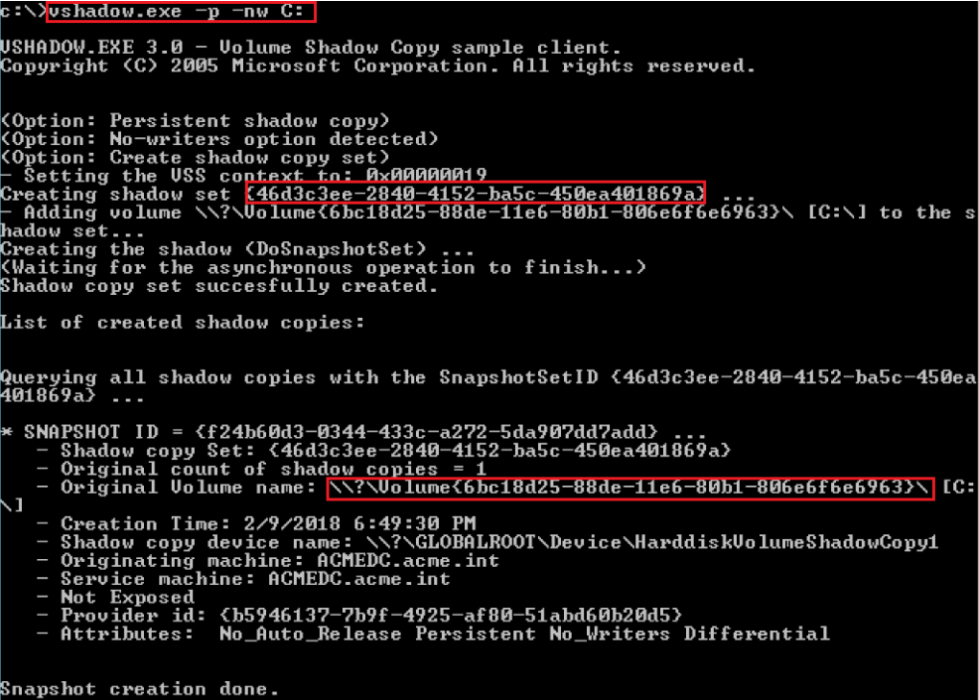 c:\>vshadow.exe -p -nw C:
VSHADOW.EXE 3.0 - Volume Shadow Copy sample client.
Copyright (C) 2005 Microsoft Corporation. All rights reserved.
(Option: Persistent shadow copy)
(Option: No-writers option detected)
(Option: Create shadow copy set)
- Setting the VSS context to: 0x00000019
Creating shadow set {46d3c3ee-2840-4152-ba5c-450ea401869a} ...
- Adding volume \\?\Volume{6bc18d25-88de-11e6-80b1-806e6f6e6963}\ [C:\] to the s
hadow set...
Creating the shadow (DoSnapshotSet) ...
(Waiting for the asynchronous operation to finish...)
Shadow copy set succesfully created.
List of created shadow copies:
Querying all shadow copies with the SnapshotSetID {46d3c3ee-2840-4152-ba5c-450ea
401869a} ...
* SNAPSHOT ID = {f24b60d3-0344-433c-a272-5da907dd7add} ...
- Shadow copy Set: {46d3c3ee-2840-4152-ba5c-450ea401869a}
- Original count of shadow copies = 1
- Original Volume name: \\?\Volume{6bc18d25-88de-11e6-80b1-806e6f6e6963}\ [C:
\]
- Creation Time: 2/9/2018 6:49:30 PM
- Shadow copy device name: \\?\GLOBALROOT\Device\HarddiskVolumeShadowCopy1
- Originating machine: ACMEDC.acme.int
- Service machine: ACMEDC.acme.int
- Not Exposed
- Provider id: {b5946137-7b9f-4925-af80-51abd60b20d5}
- Attributes:  No_Auto_Release Persistent No_Writers Differential
Snapshot creation done.